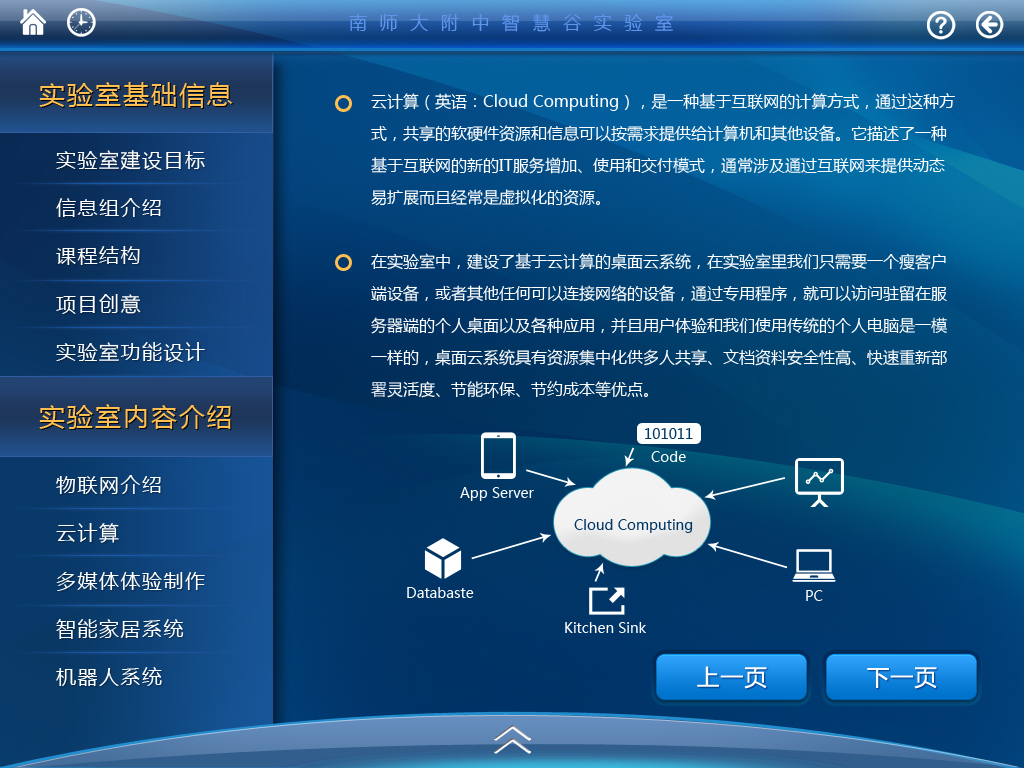 南师大附中智慧谷实验室
实验室基础信息
实验室建设目标
信息组介绍
课程结构
项目创意
实验室功能设计
实验室内容介绍
物联网介绍
云计算
多媒体体验制作
智能家居系统
机器人系统
云计算（英语：Cloud Computing），是一种基于互联网的计算方式，通过这种方
式，共享的软硬件资源和信息可以按需求提供给计算机和其他设备。它描述了一种
基于互联网的新的IT服务增加、使用和交付模式，通常涉及通过互联网来提供动态
易扩展而且经常是虚拟化的资源。
在实验室中，建设了基于云计算的桌面云系统，在实验室里我们只需要一个瘦客户
端设备，或者其他任何可以连接网络的设备，通过专用程序，就可以访问驻留在服
务器端的个人桌面以及各种应用，并且用户体验和我们使用传统的个人电脑是一模
一样的，桌面云系统具有资源集中化供多人共享、文档资料安全性高、快速重新部
署灵活度、节能环保、节约成本等优点。
101011
Code
App Server
Cloud Computing
Databaste
PC
Kitchen Sink
上一页
下一页